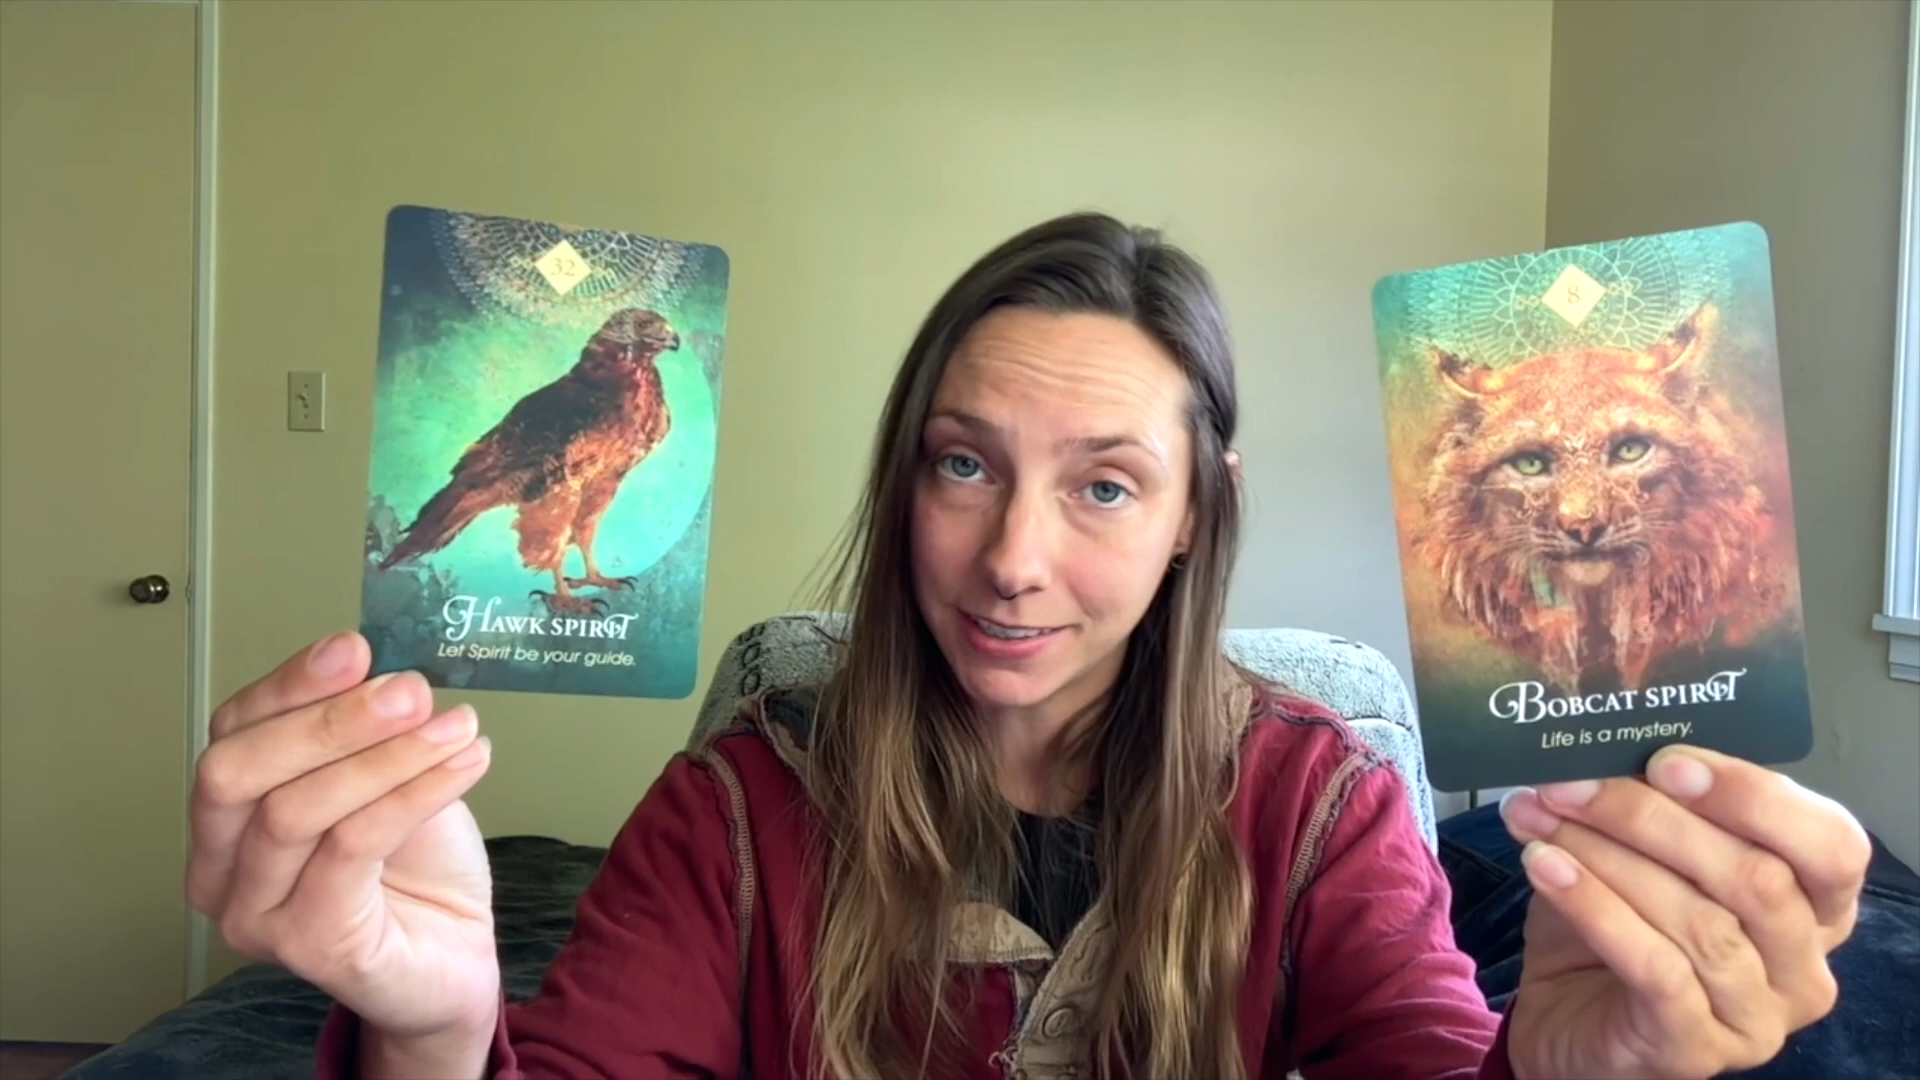 32
HAWK SPIRIT
Let Spirit be your guide.
8
BOBCAT SPIRIT
Life is a mystery.